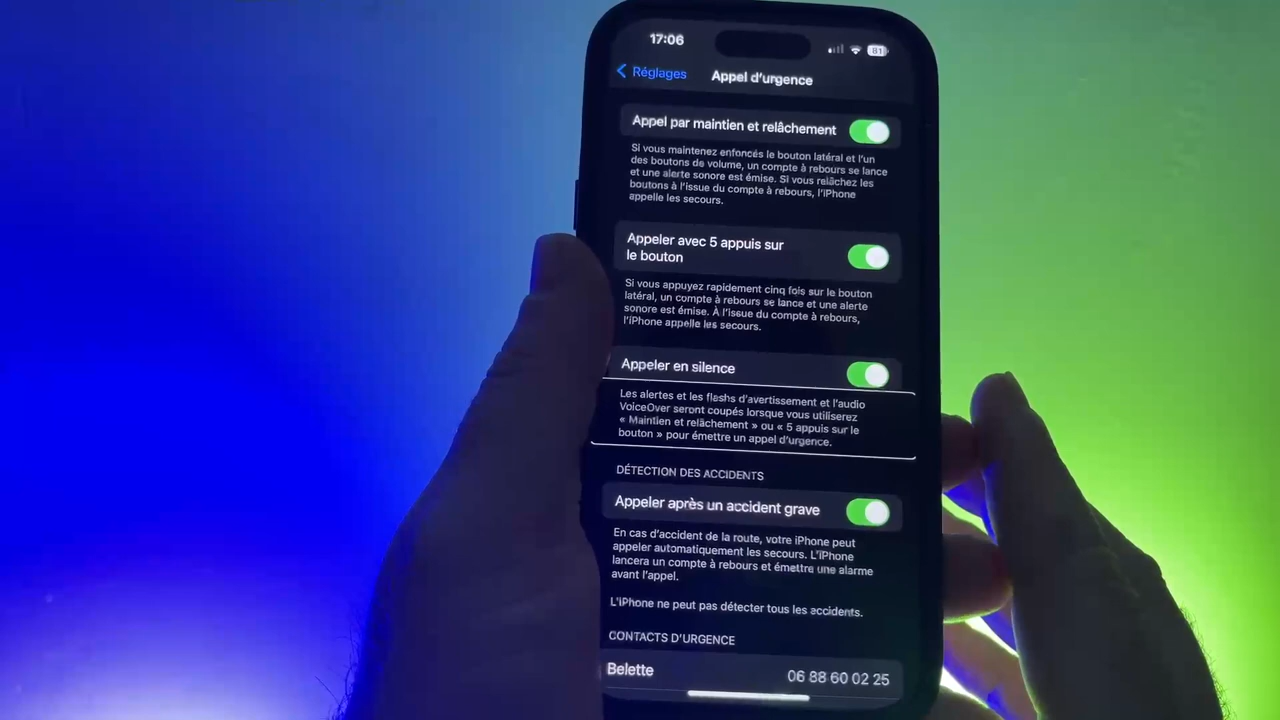 17:06
81
Réglages
Appel d'urgence
Appel par maintien et relâchement
Si vous maintenez enfoncés le bouton latéral et l'un
des boutons de volume, un compte à rebours se lance
et une alerte sonore est émise. Si vous relâchez les
boutons à l'issue du compte à rebours, l'iPhone
appelle les secours.
Appeler avec 5 appuis sur
le bouton
Si vous appuyez rapidement cinq fois sur le bouton
latéral, un compte à rebours se lance et une alerte
sonore est émise. À l'issue du compte à rebours,
l'iPhone appelle les secours.
Appeler en silence
Les alertes et les flashs d'avertissement et l'audio
VoiceOver seront coupés lorsque vous utiliserez
« Maintien et relâchement » ou « 5 appuis sur le
bouton » pour émettre un appel d'urgence.
DÉTECTION DES ACCIDENTS
Appeler après un accident grave
En cas d'accident de la route, votre iPhone peut
appeler automatiquement les secours. L'iPhone
lancera un compte à rebours et émettre une alarme
avant l'appel.
L'iPhone ne peut pas détecter tous les accidents.
CONTACTS D'URGENCE
Belette
06 88 60 02 25